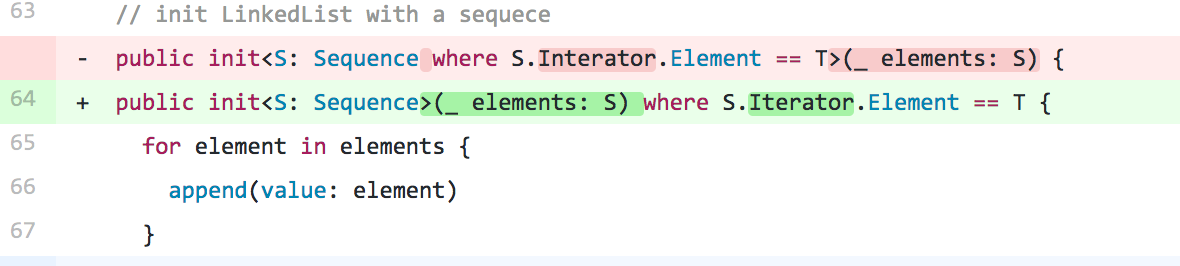 63 // init LinkedList with a sequece
- public init<S: Sequence where S.Interator.Element == T>(_ elements: S) {
64 + public init<S: Sequence>(_ elements: S) where S.Iterator.Element == T {
65 for element in elements {
66 append(value: element)
67 }